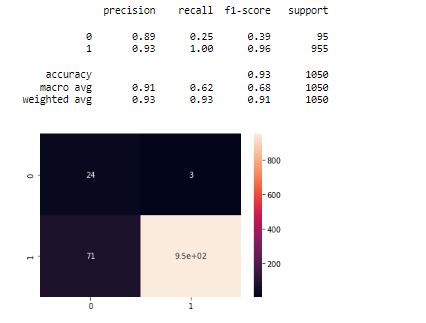 precision recall f1-score support
0 0.89 0.25 0.39 95
1 0.93 1.00 0.96 955
accuracy 0.93 1050
macro avg 0.91 0.62 0.68 1050
weighted avg 0.93 0.93 0.91 1050
800
0 24 3
600
400
1 71 9.5e+02
200
0 1